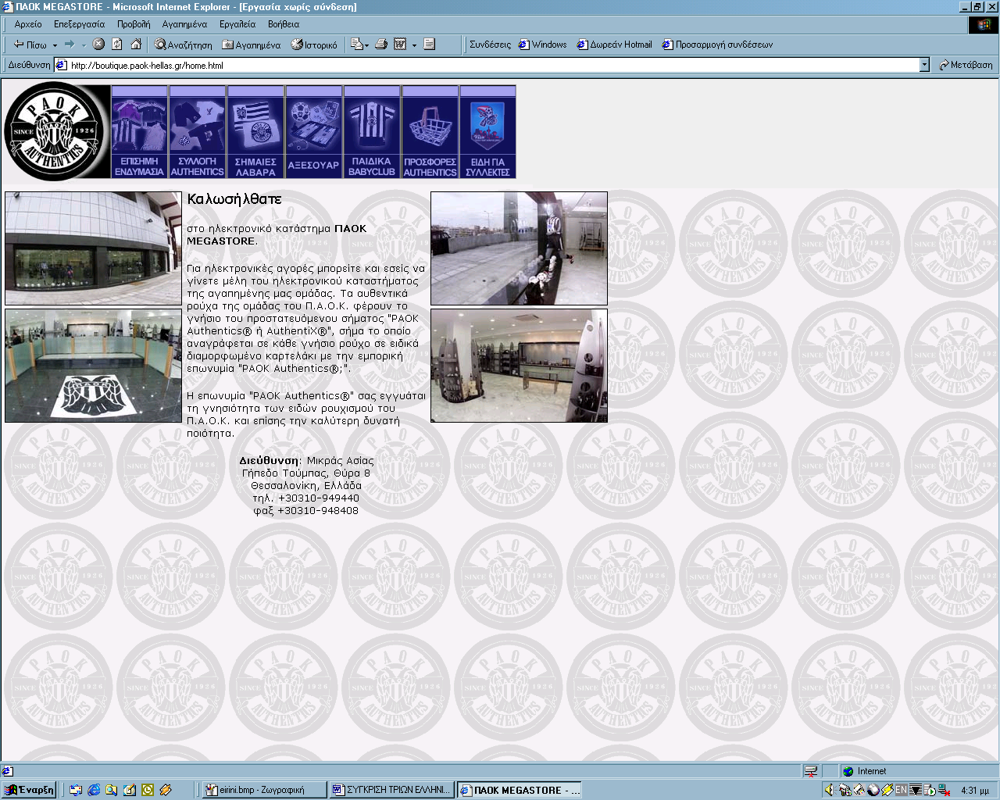 ΠΑΟΚ MEGASTORE - Microsoft Internet Explorer - [Εργασία χωρίς σύνδεση]
Αρχείο Επεξεργασία Προβολή Αγαπημένα Εργαλεία Βοήθεια
Πίσω Αναζήτηση Αγαπημένα Ιστορικό Συνδέσεις Windows Δωρεάν Hotmail Προσαρμογή συνδέσεων
Διεύθυνση http://boutique.paok-hellas.gr/home.html Μετάβαση
PAOK
SINCE 1926
AUTHENTICS
ΕΠΙΣΗΜΗ ΕΝΔΥΜΑΣΙΑ
ΣΥΛΛΟΓΗ AUTHENTICS
ΣΗΜΑΙΕΣ ΛΑΒΑΡΑ
ΑΞΕΣΟΥΑΡ
ΠΑΙΔΙΚΑ BABYCLUB
ΠΡΟΣΦΟΡΕΣ AUTHENTICS
ΕΙΔΗ ΓΙΑ ΣΥΛΛΕΚΤΕΣ
Καλωσήλθατε
στο ηλεκτρονικό κατάστημα ΠΑΟΚ
MEGASTORE.
Για ηλεκτρονικές αγορές μπορείτε και εσείς να
γίνετε μέλη του ηλεκτρονικού καταστήματος
της αγαπημένης μας ομάδας. Τα αυθεντικά
ρούχα της ομάδας του Π.Α.Ο.Κ. φέρουν το
γνήσιο του προστατευόμενου σήματος "PAOK
Authentics® ή AuthentiX®", σήμα το οποίο
αναγράφεται σε κάθε γνήσιο ρούχο σε ειδικά
διαμορφωμένο καρτελάκι με την εμπορική
επωνυμία "PAOK Authentics®;".
Η επωνυμία "PAOK Authentics®" σας εγγυάται
τη γνησιότητα των ειδών ρουχισμού του
Π.Α.Ο.Κ. και επίσης την καλύτερη δυνατή
ποιότητα.
Διεύθυνση: Μικράς Ασίας
Γήπεδο Τούμπας, Θύρα 8
Θεσσαλονίκη, Ελλάδα
τηλ. +30310-949440
φαξ +30310-948408
Internet
Έναρξη eirini.bmp - Ζωγραφική ΣΥΓΚΡΙΣΗ ΤΡΙΩΝ ΕΛΛΗΝΙ... ΠΑΟΚ MEGASTORE - ... EN 4:31 μμ